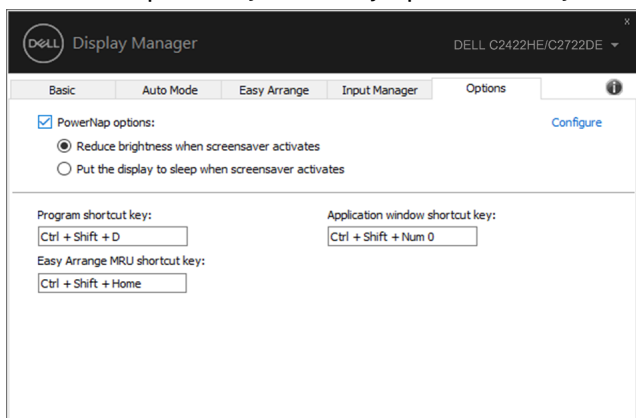 DELL Display Manager
x
DELL C2422HE/C2722DE
Basic Auto Mode Easy Arrange Input Manager Options
PowerNap options: Configure
Reduce brightness when screensaver activates
Put the display to sleep when screensaver activates
Program shortcut key: Application window shortcut key:
Ctrl + Shift + D Ctrl + Shift + Num 0
Easy Arrange MRU shortcut key:
Ctrl + Shift + Home